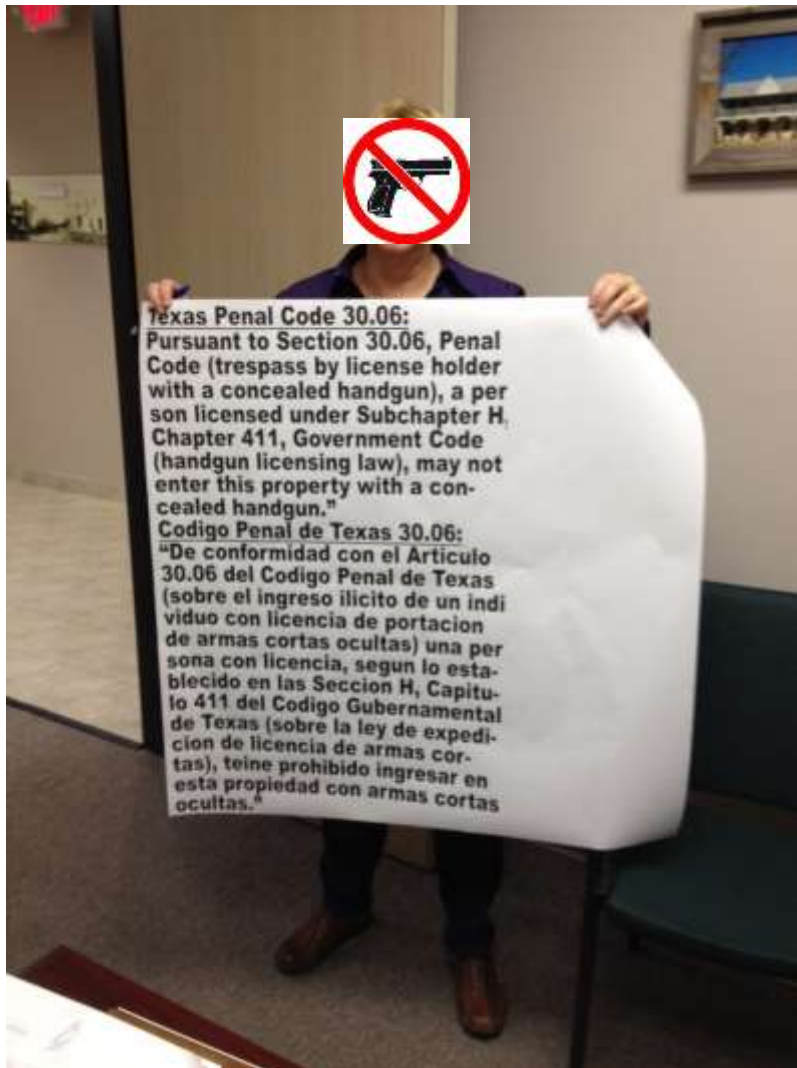 Texas Penal Code 30.06:
Pursuant to Section 30.06, Penal
Code (trespass by license holder
with a concealed handgun), a per
son licensed under Subchapter H,
Chapter 411, Government Code
(handgun licensing law), may not
enter this property with a con-
cealed handgun.”
Codigo Penal de Texas 30.06:
“De conformidad con el Articulo
30.06 del Codigo Penal de Texas
(sobre el ingreso ilicito de un indi
viduo con licencia de portacion
de armas cortas ocultas) una per
sona con licencia, segun lo esta-
blecido en las Seccion H, Capitu-
lo 411 del Codigo Gubernamental
de Texas (sobre la ley de expedi-
cion de licencia de armas cor-
tas), teine prohibido ingresar en
esta propiedad con armas cortas
ocultas.”